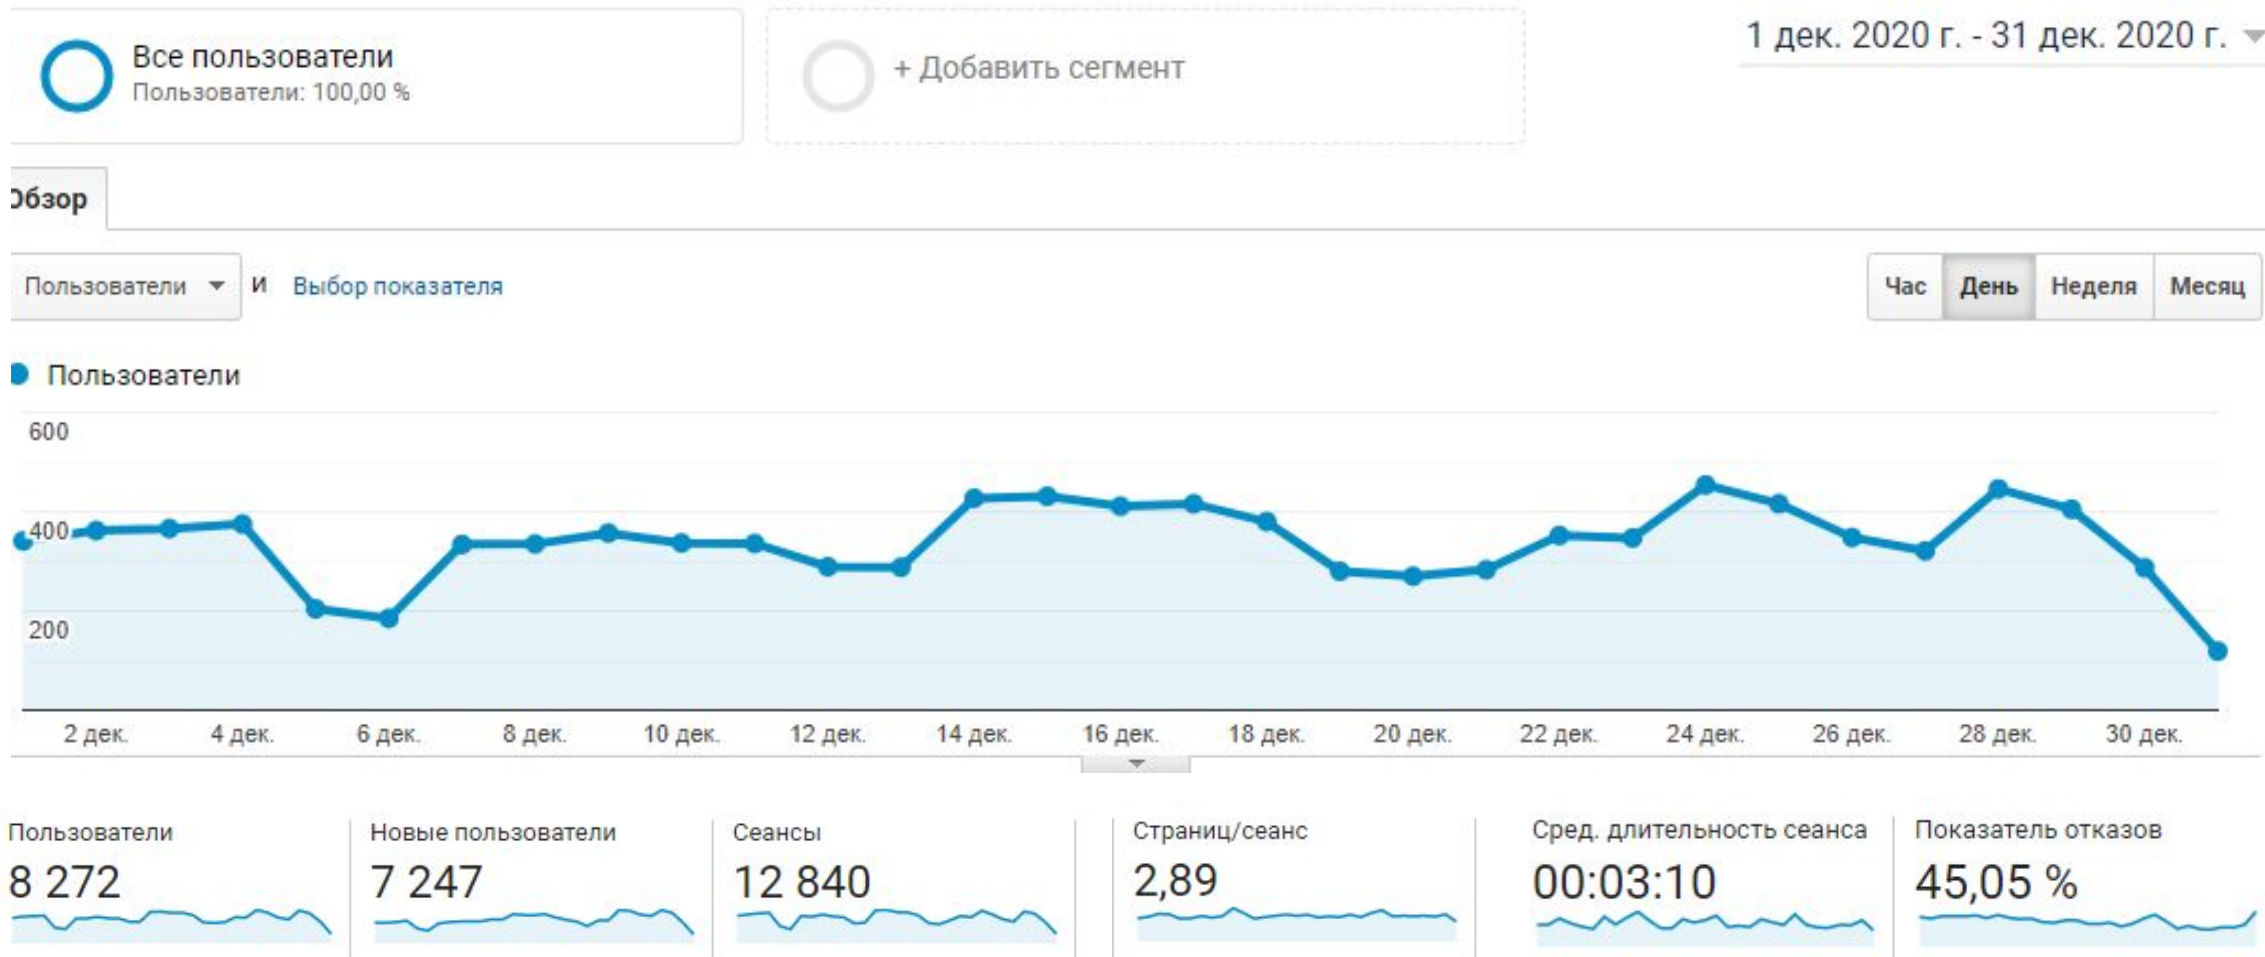 Все пользователи
Пользователи: 100,00 %
+ Добавить сегмент
1 дек. 2020 г. - 31 дек. 2020 г.
Обзор
Пользователи и Выбор показателя
Час День Неделя Месяц
Пользователи
600
400
200
2 дек. 4 дек. 6 дек. 8 дек. 10 дек. 12 дек. 14 дек. 16 дек. 18 дек. 20 дек. 22 дек. 24 дек. 26 дек. 28 дек. 30 дек.
Пользователи
8 272
Новые пользователи
7 247
Сеансы
12 840
Страниц/сеанс
2,89
Сред. длительность сеанса
00:03:10
Показатель отказов
45,05 %